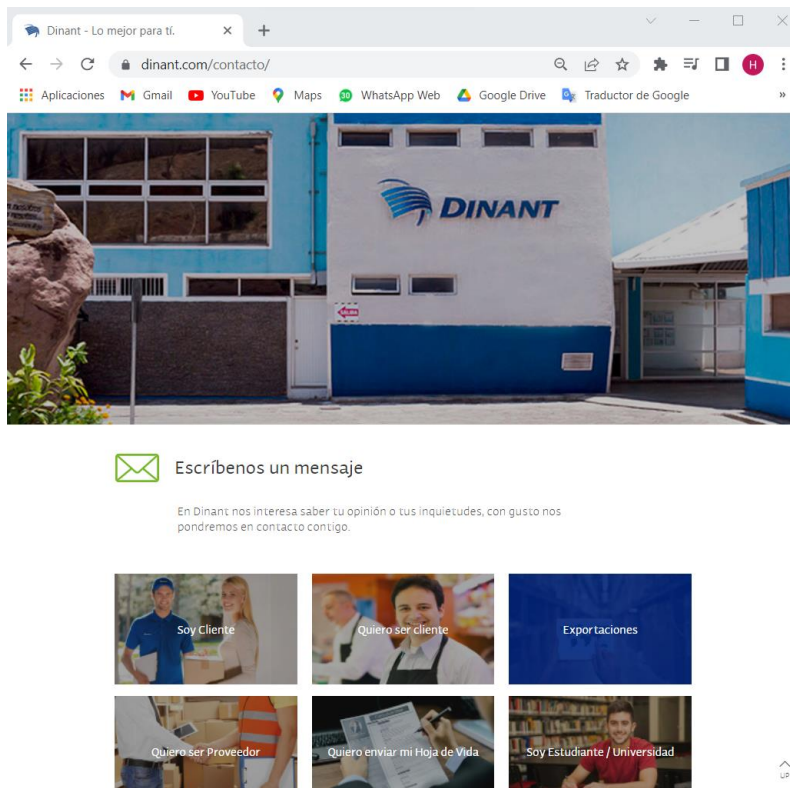 Dinant - Lo mejor para tí.
dinant.com/contacto/
H
Aplicaciones Gmail YouTube Maps WhatsApp Web Google Drive Traductor de Google »
DINANT
SALIDA
Escríbenos un mensaje
En Dinant nos interesa saber tu opinión o tus inquietudes, con gusto nos
pondremos en contacto contigo.
Soy Cliente Quiero ser cliente Exportaciones
Quiero ser Proveedor Quiero enviar mi Hoja de Vida Soy Estudiante / Universidad
UP